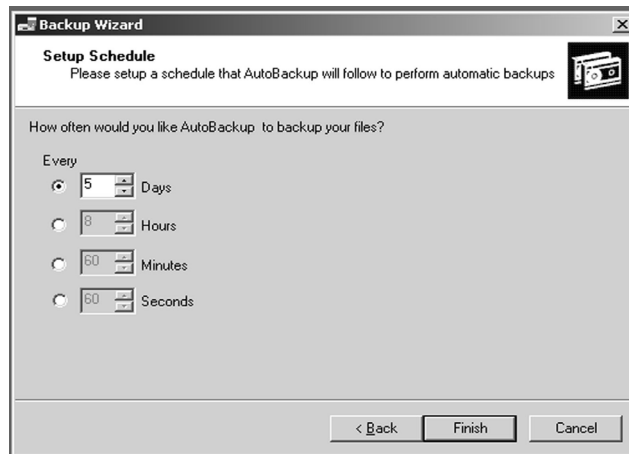 Backup Wizard
Setup Schedule
Please setup a schedule that AutoBackup will follow to perform automatic backups
How often would you like AutoBackup to backup your files?
Every
5 Days
8 Hours
60 Minutes
60 Seconds
< Back Finish Cancel